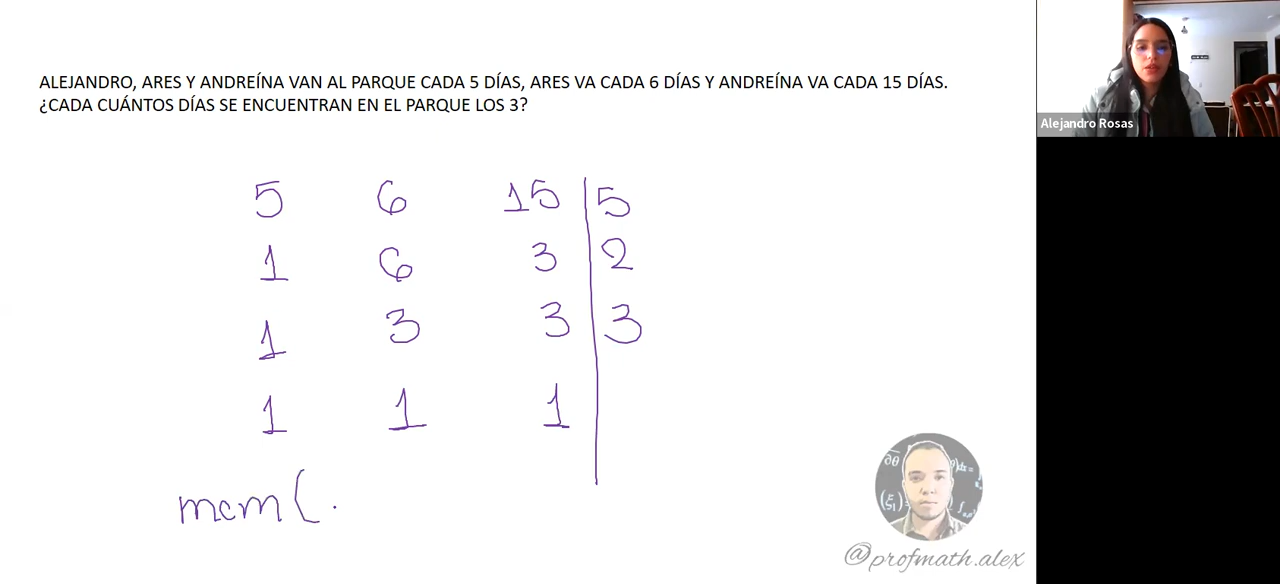 ALEJANDRO, ARES Y ANDREÍNA VAN AL PARQUE CADA 5 DÍAS, ARES VA CADA 6 DÍAS Y ANDREÍNA VA CADA 15 DÍAS.
¿CADA CUÁNTOS DÍAS SE ENCUENTRAN EN EL PARQUE LOS 3?
Alejandro Rosas
5 6 15 5
1 6 3 2
1 3 3 3
1 1 1
mcm (
@profmath.alex